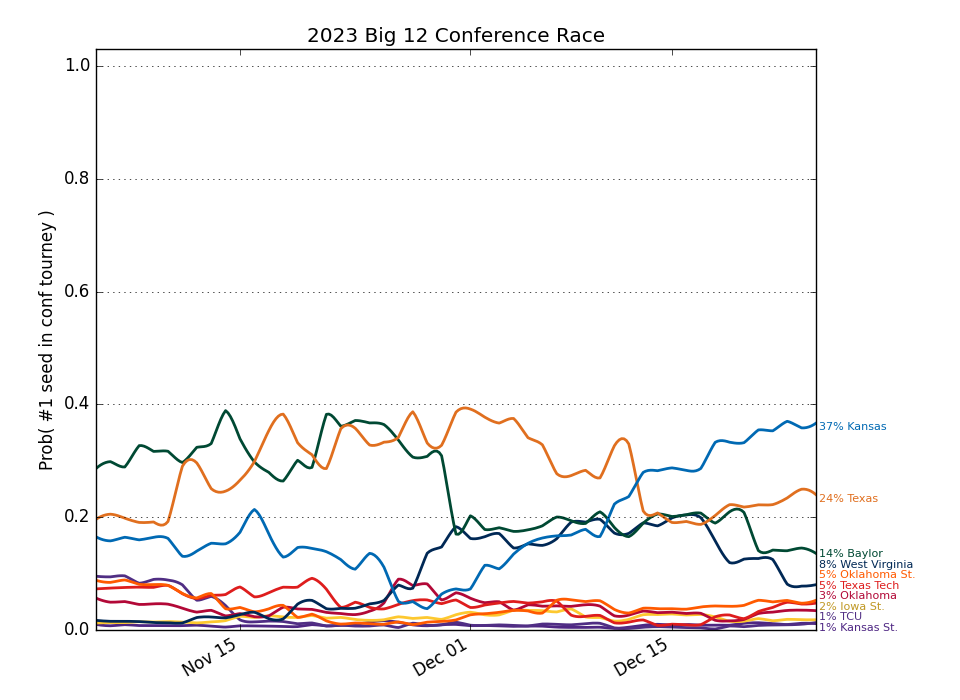 2023 Big 12 Conference Race
Prob( #1 seed in conf tourney )
1.0
0.8
0.6
0.4
0.2
0.0
Nov 15
Dec 01
Dec 15
37% Kansas
24% Texas
14% Baylor
8% West Virginia
5% Oklahoma St.
5% Texas Tech
3% Oklahoma
2% Iowa St.
1% TCU
1% Kansas St.